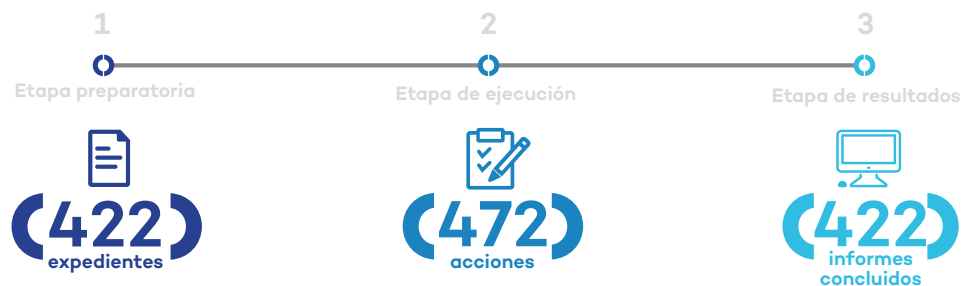 1
2
3
Etapa preparatoria
Etapa de ejecución
Etapa de resultados
422
expedientes
472
acciones
422
informes
concluidos